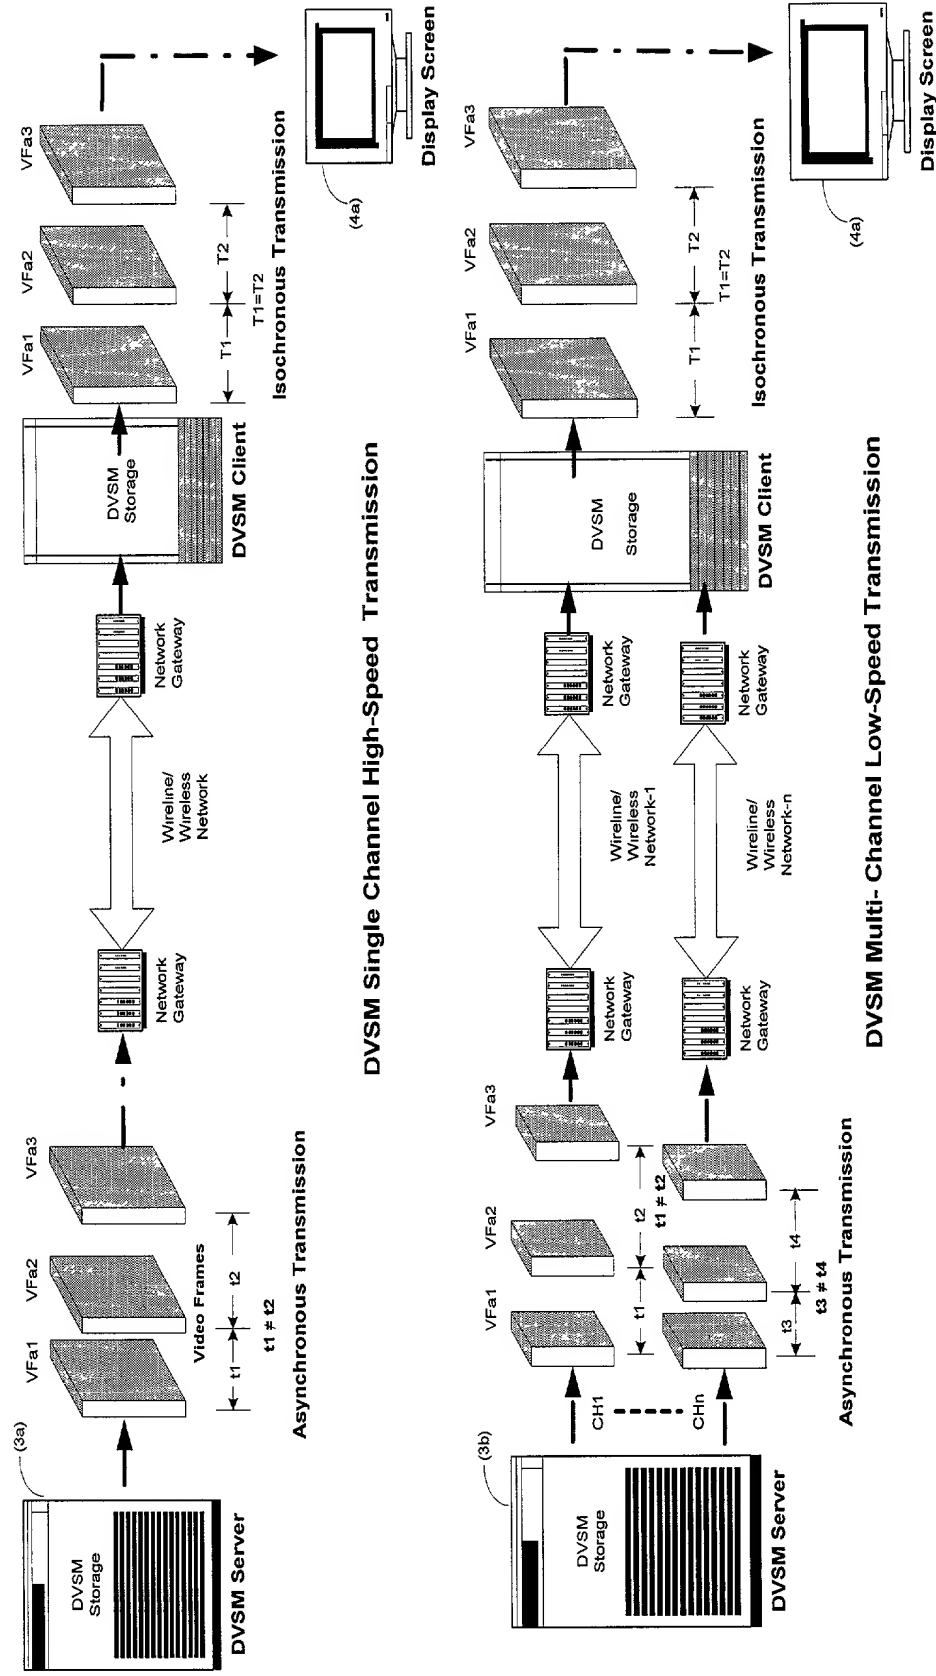 (3a)
DVSM
Storage
DVSM Server
VFa1
VFa2
VFa3
Video Frames
t1
t2
t1 ≠ t2
Asynchronous Transmission
Network
Gateway
Wireline/
Wireless
Network
Network
Gateway
DVSM
Storage
DVSM Client
VFa1
VFa2
VFa3
T1
T2
T1=T2
Isochronous Transmission
(4a)
Display Screen
DVSM Single Channel High-Speed Transmission
(3b)
DVSM
Storage
DVSM Server
CH1
CHn
VFa1
VFa2
VFa3
t1
t2
t1 ≠ t2
t3
t4
t3 ≠ t4
Asynchronous Transmission
Network
Gateway
Network
Gateway
Wireline/
Wireless
Network-1
Wireline/
Wireless
Network-n
Network
Gateway
Network
Gateway
DVSM
Storage
DVSM Client
VFa1
VFa2
VFa3
T1
T2
T1=T2
Isochronous Transmission
(4a)
Display Screen
DVSM Multi- Channel Low-Speed Transmission